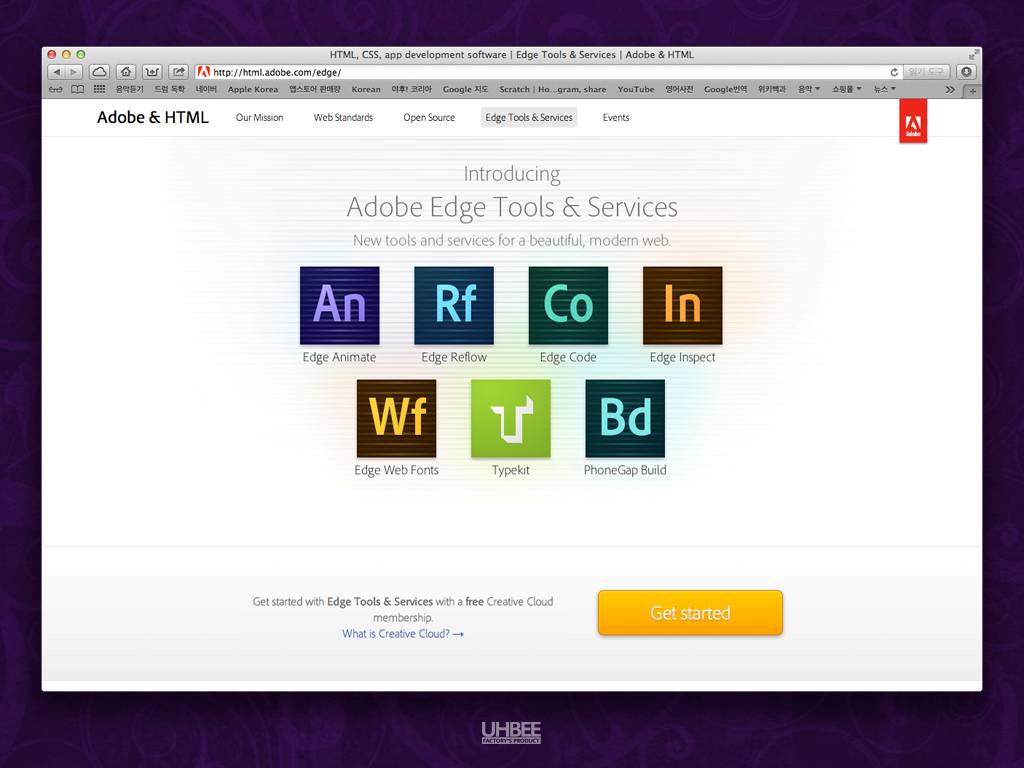 HTML, CSS, app development software | Edge Tools & Services | Adobe & HTML
http://html.adobe.com/edge/ 읽기 도구
음악듣기 드럼 독학 네이버 Apple Korea 앱스토어 판매량 Korean 야후! 코리아 Google 지도 Scratch | Ho...gram, share YouTube 영어사전 Google번역 위키백과 음악 쇼핑몰 뉴스
Adobe & HTML Our Mission Web Standards Open Source Edge Tools & Services Events
Adobe
Introducing
Adobe Edge Tools & Services
New tools and services for a beautiful, modern web.
An Rf Co In
Edge Animate Edge Reflow Edge Code Edge Inspect
Wf Bd
Edge Web Fonts Typekit PhoneGap Build
Get started with Edge Tools & Services with a free Creative Cloud
membership.
What is Creative Cloud? →
Get started
UHBEE
FACTORY'S PRODUCT